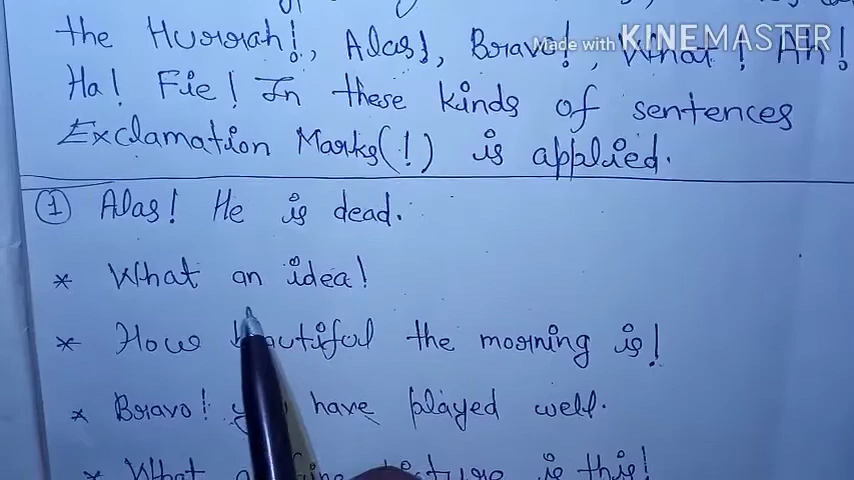 the Hurrah!, Alas!, Bravo!, What! Ah!
Made with KINEMASTER
Ha! Fie! In these kinds of sentences
Exclamation Marks(!) is applied.
1 Alas! He is dead.
* What an idea!
* How beautiful the morning is!
* Bravo! you have played well.
* What a is this!